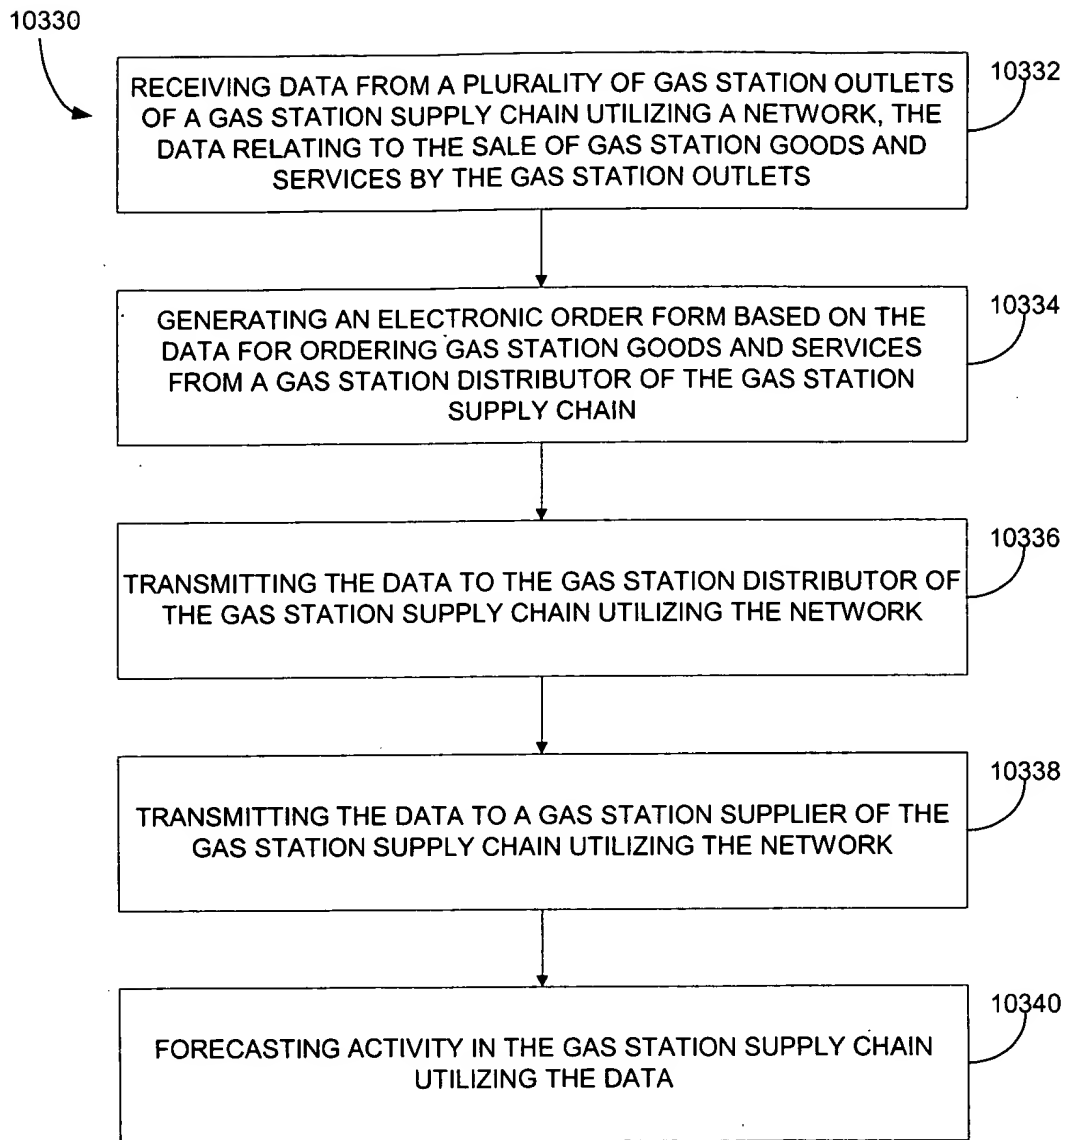 10330
RECEIVING DATA FROM A PLURALITY OF GAS STATION OUTLETS
OF A GAS STATION SUPPLY CHAIN UTILIZING A NETWORK, THE
DATA RELATING TO THE SALE OF GAS STATION GOODS AND
SERVICES BY THE GAS STATION OUTLETS
10332
GENERATING AN ELECTRONIC ORDER FORM BASED ON THE
DATA FOR ORDERING GAS STATION GOODS AND SERVICES
FROM A GAS STATION DISTRIBUTOR OF THE GAS STATION
SUPPLY CHAIN
10334
TRANSMITTING THE DATA TO THE GAS STATION DISTRIBUTOR OF
THE GAS STATION SUPPLY CHAIN UTILIZING THE NETWORK
10336
TRANSMITTING THE DATA TO A GAS STATION SUPPLIER OF THE
GAS STATION SUPPLY CHAIN UTILIZING THE NETWORK
10338
FORECASTING ACTIVITY IN THE GAS STATION SUPPLY CHAIN
UTILIZING THE DATA
10340